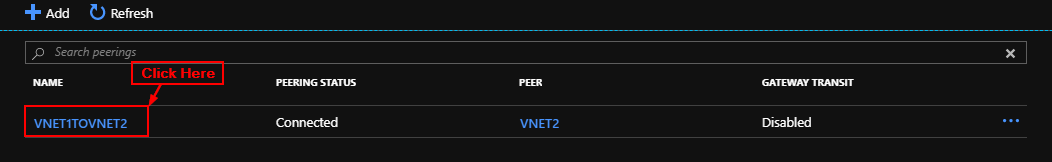 Add Refresh
Search peerings
Click Here
NAME PEERING STATUS PEER GATEWAY TRANSIT
VNET1TOVNET2 Connected VNET2 Disabled